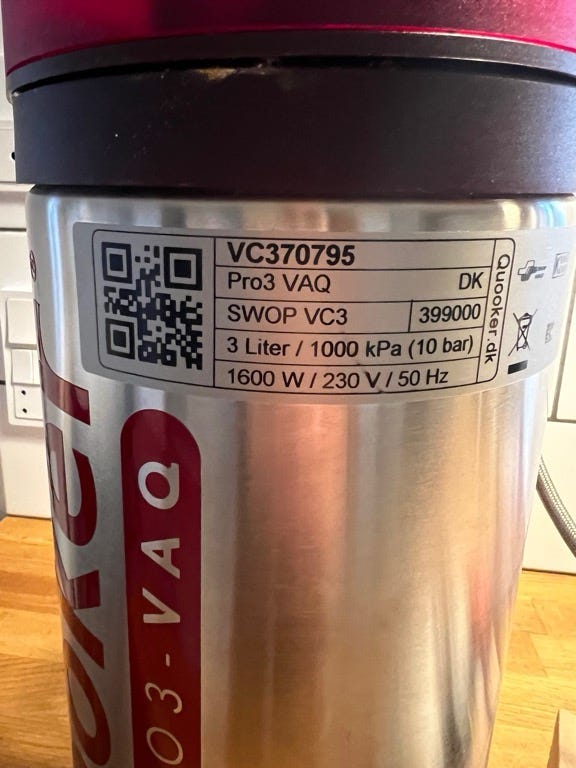 VC370795
Pro3 VAQ DK
SWOP VC3 399000
3 Liter / 1000 kPa (10 bar)
1600 W / 230 V / 50 Hz
Quooker.dk
oker®
O3-VAQ